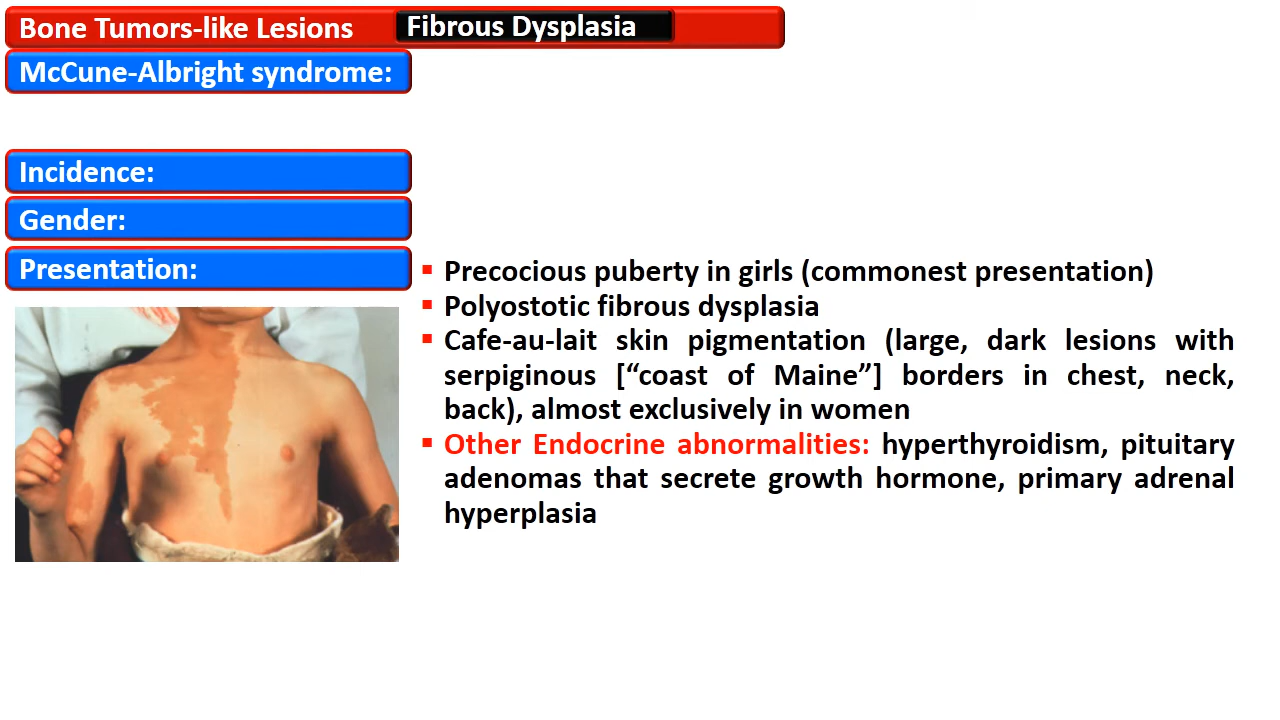 Bone Tumors-like Lesions Fibrous Dysplasia
McCune-Albright syndrome:
Incidence:
Gender:
Presentation:
▪ Precocious puberty in girls (commonest presentation)
▪ Polyostotic fibrous dysplasia
▪ Cafe-au-lait skin pigmentation (large, dark lesions with
serpiginous [“coast of Maine”] borders in chest, neck,
back), almost exclusively in women
▪ Other Endocrine abnormalities: hyperthyroidism, pituitary
adenomas that secrete growth hormone, primary adrenal
hyperplasia